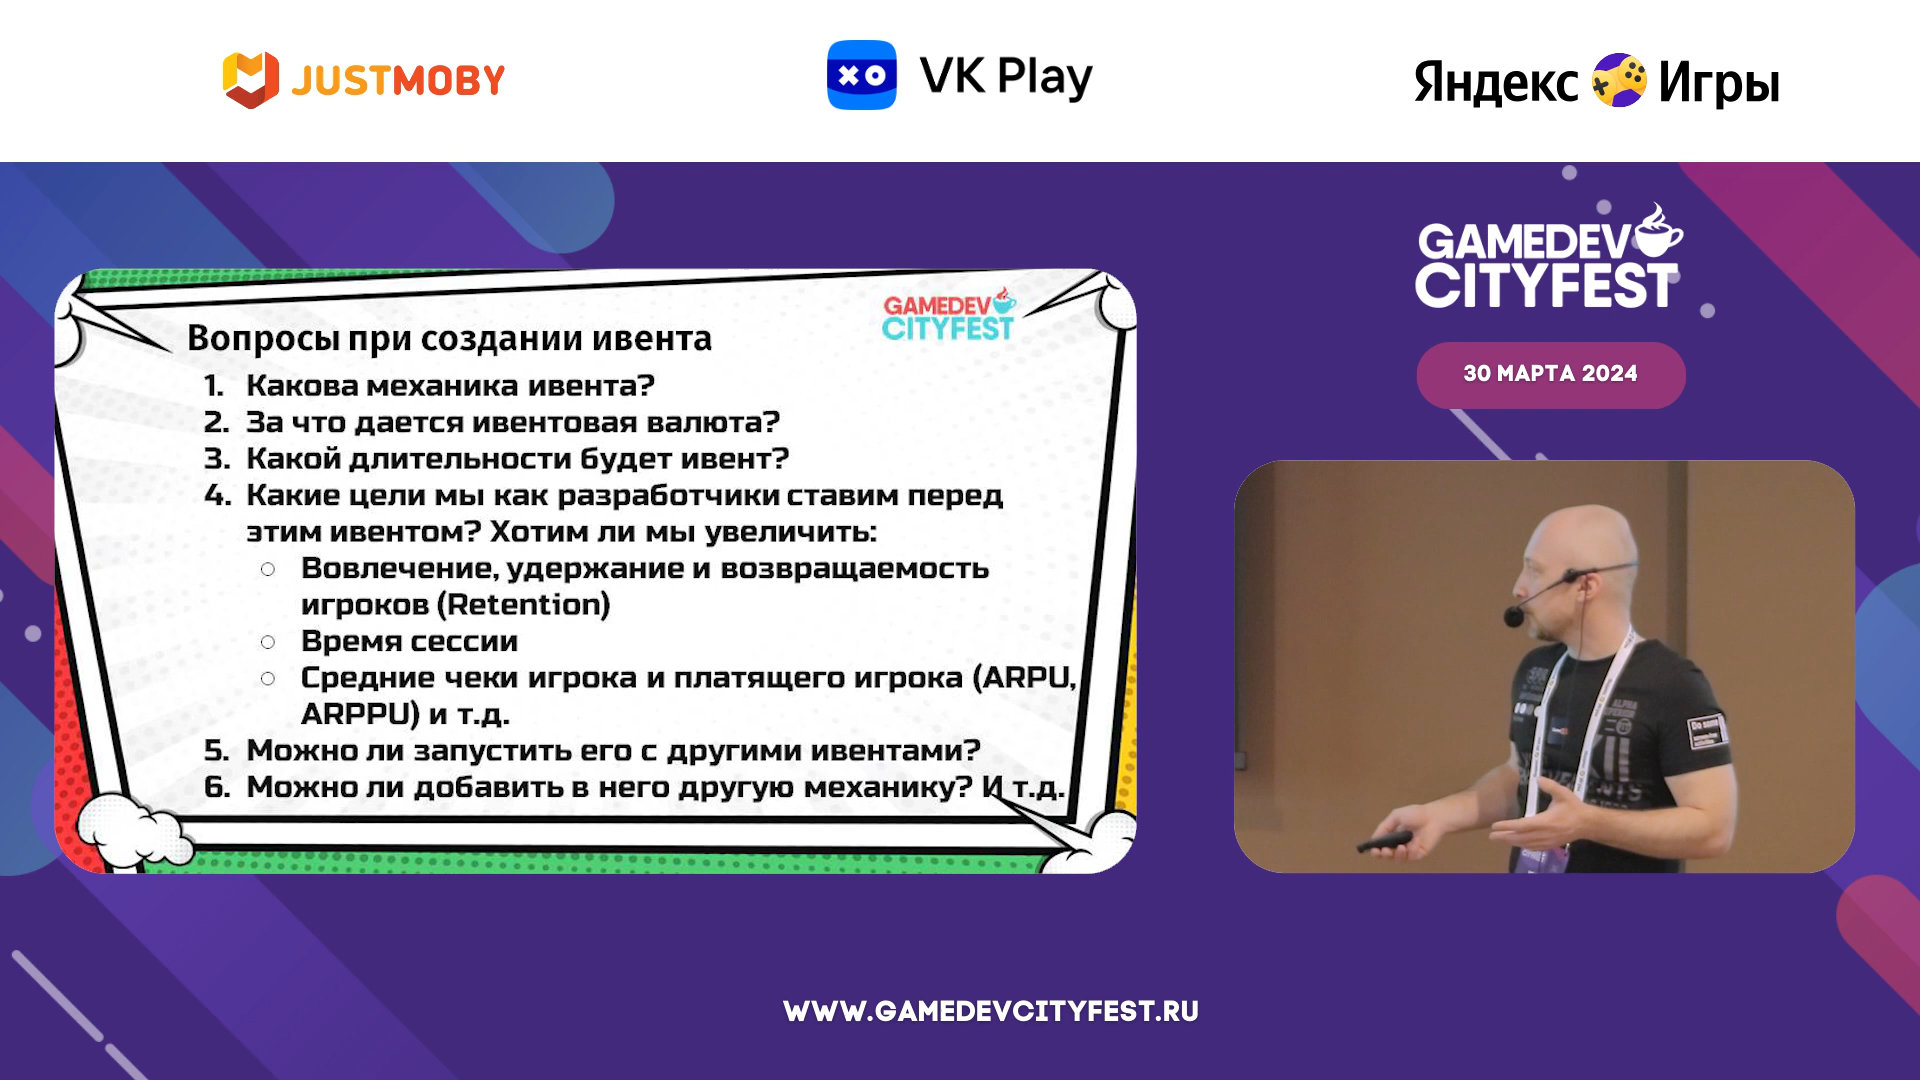 JUSTMOBY
VK Play
Яндекс Игры
GAMEDEV
CITYFEST
30 МАРТА 2024
GAMEDEV
CITYFEST
Вопросы при создании ивента
1. Какова механика ивента?
2. За что дается ивентовая валюта?
3. Какой длительности будет ивент?
4. Какие цели мы как разработчики ставим перед
этим ивентом? Хотим ли мы увеличить:
○ Вовлечение, удержание и возвращаемость
игроков (Retention)
○ Время сессии
○ Средние чеки игрока и платящего игрока (ARPU,
ARPPU) и т.д.
5. Можно ли запустить его с другими ивентами?
6. Можно ли добавить в него другую механику? И т.д.
WWW.GAMEDEVCITYFEST.RU